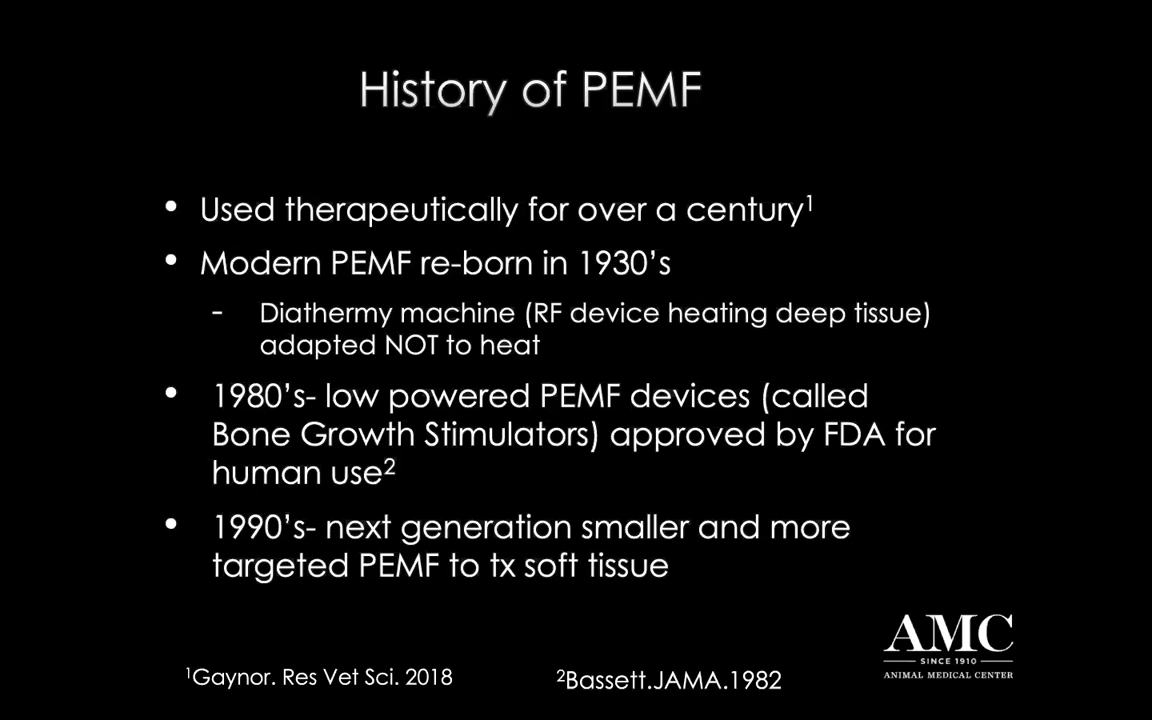 History of PEMF
• Used therapeutically for over a century¹
• Modern PEMF re-born in 1930's
- Diathermy machine (RF device heating deep tissue)
adapted NOT to heat
• 1980's- low powered PEMF devices (called
Bone Growth Stimulators) approved by FDA for
human use²
• 1990's- next generation smaller and more
targeted PEMF to tx soft tissue
AMC
SINCE 1910
ANIMAL MEDICAL CENTER
¹Gaynor. Res Vet Sci. 2018
²Bassett.JAMA.1982